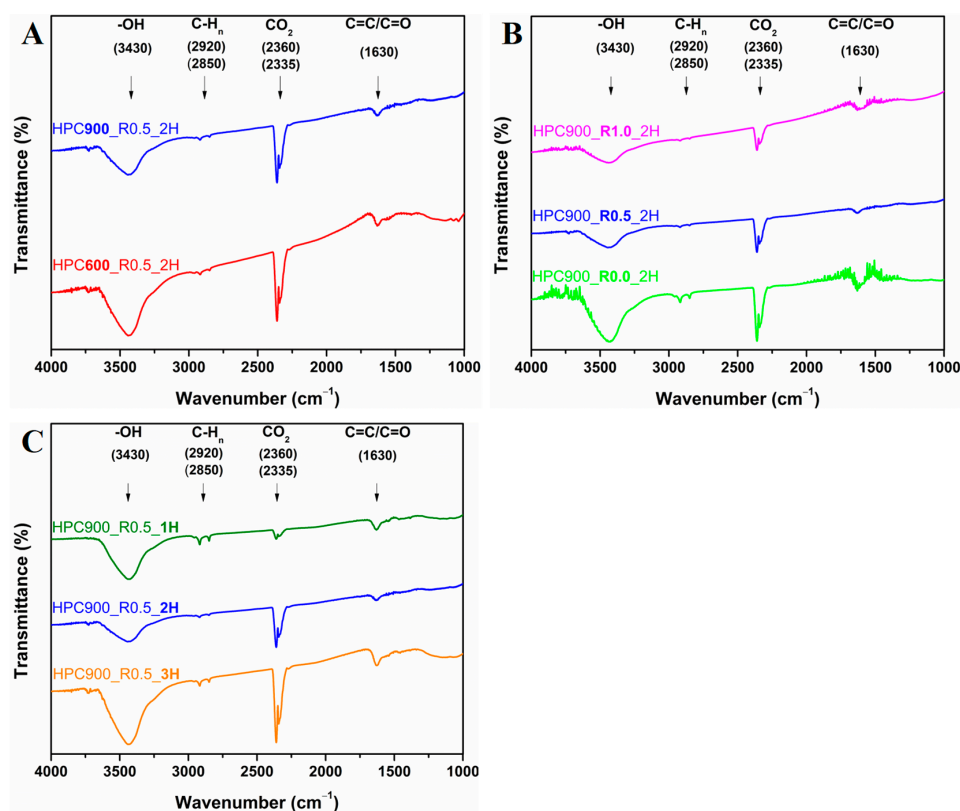 A
-OH
C-Hn
CO2
C=C/C=O
(3430)
(2920)
(2360)
(1630)
(2850)
(2335)
HPC900_R0.5_2H
HPC600_R0.5_2H
Transmittance (%)
4000 3500 3000 2500 2000 1500 1000
Wavenumber (cm⁻¹)
B
-OH
C-H
CO2
C=C/C=O
(3430)
(2920)
(2360)
(1630)
(2850)
(2335)
HPC900_R1.0_2H
HPC900_R0.5_2H
HPC900_R0.0_2H
Transmittance (%)
4000 3500 3000 2500 2000 1500 1000
Wavenumber (cm⁻¹)
C
-OH
C-Hn
CO2
C=C/C=O
(3430)
(2920)
(2360)
(1630)
(2850)
(2335)
HPC900_R0.5_1H
HPC900_R0.5_2H
HPC900_R0.5_3H
Transmittance (%)
4000 3500 3000 2500 2000 1500 1000
Wavenumber (cm⁻¹)